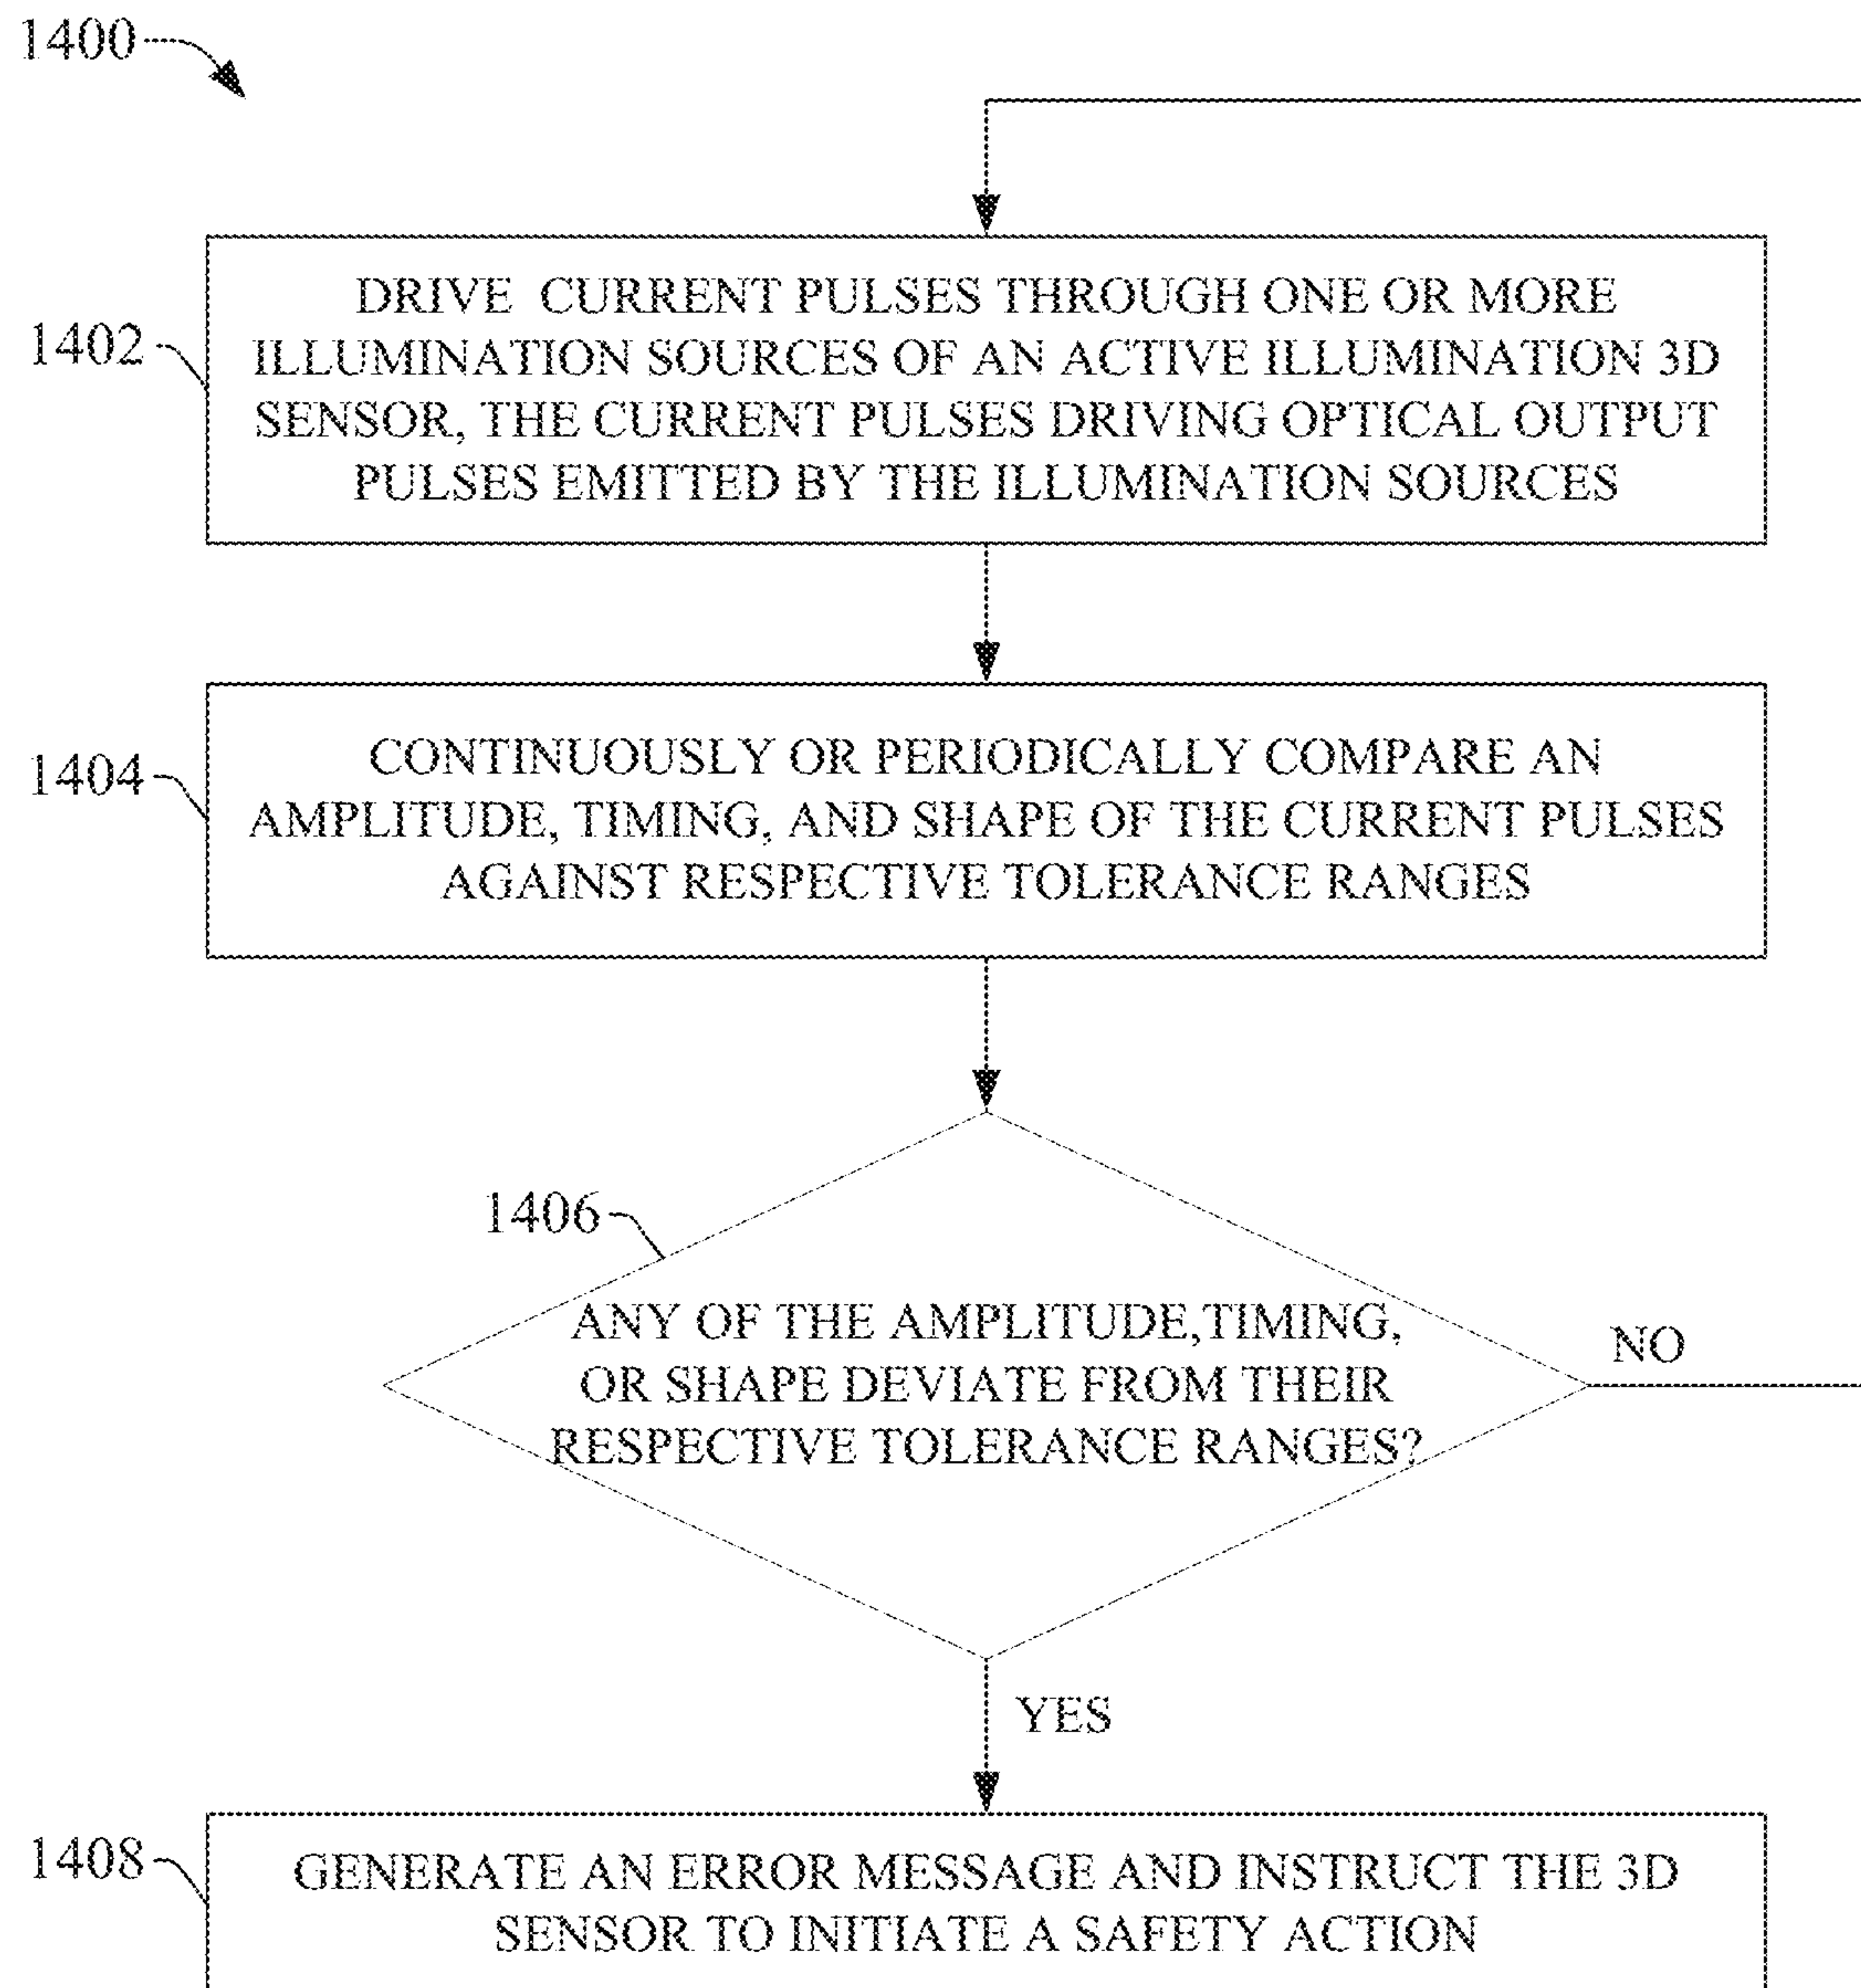 1400
1402
DRIVE CURRENT PULSES THROUGH ONE OR MORE
ILLUMINATION SOURCES OF AN ACTIVE ILLUMINATION 3D
SENSOR, THE CURRENT PULSES DRIVING OPTICAL OUTPUT
PULSES EMITTED BY THE ILLUMINATION SOURCES
1404
CONTINUOUSLY OR PERIODICALLY COMPARE AN
AMPLITUDE, TIMING, AND SHAPE OF THE CURRENT PULSES
AGAINST RESPECTIVE TOLERANCE RANGES
1406
ANY OF THE AMPLITUDE,TIMING,
OR SHAPE DEVIATE FROM THEIR
RESPECTIVE TOLERANCE RANGES?
NO
YES
1408
GENERATE AN ERROR MESSAGE AND INSTRUCT THE 3D
SENSOR TO INITIATE A SAFETY ACTION